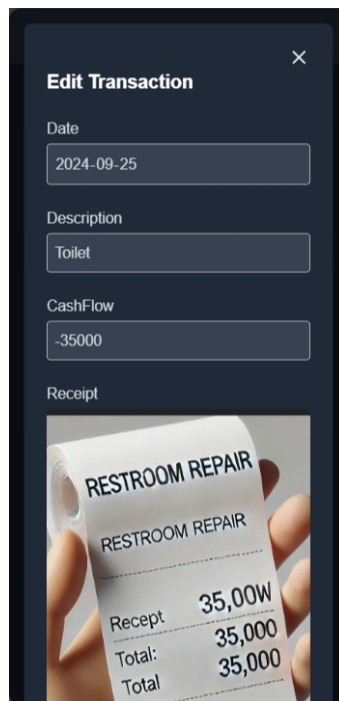 Edit Transaction
Date
2024-09-25
Description
Toilet
CashFlow
-35000
Receipt
RESTROOM REPAIR
RESTROOM REPAIR
Recept 35,00W
Total: 35,000
Total 35,000